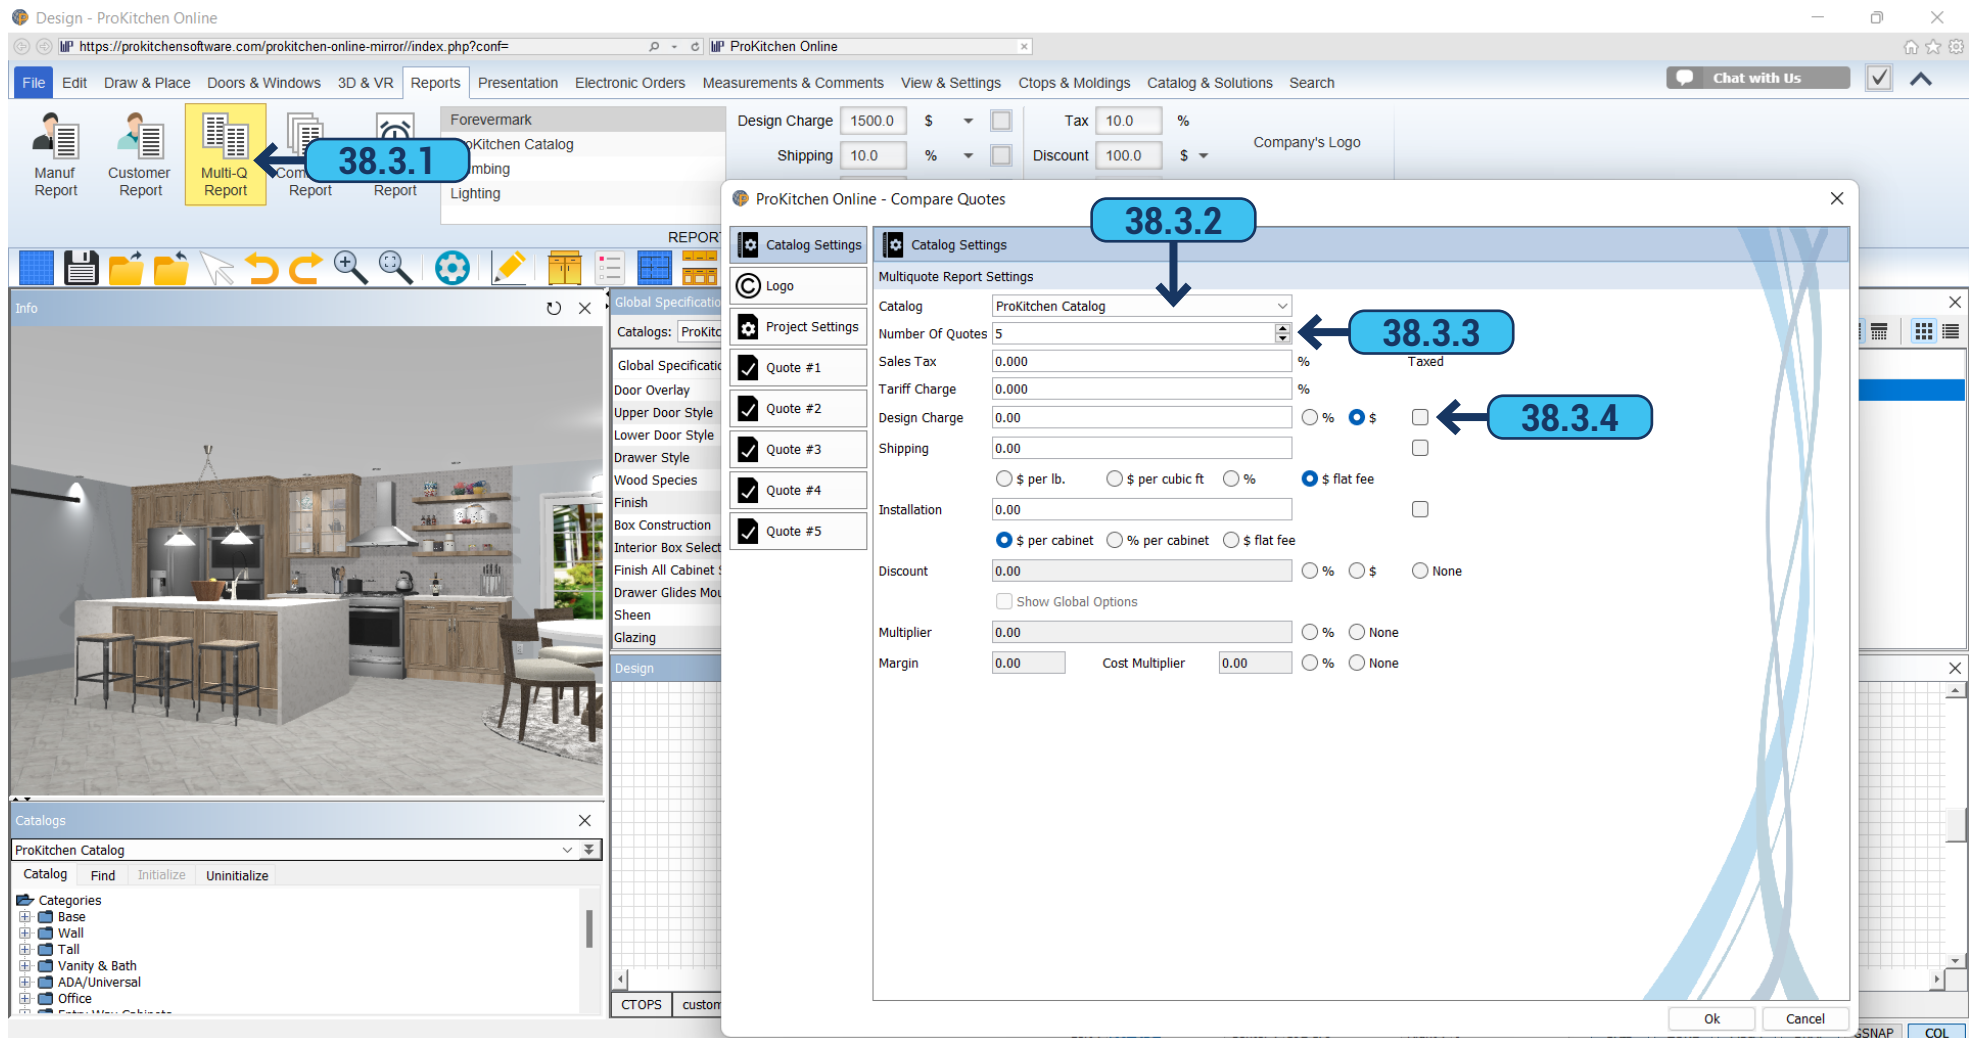 Design - ProKitchen Online
https://prokitchensoftware.com/prokitchen-online-mirror//index.php?conf=
ProKitchen Online
File Edit Draw & Place Doors & Windows 3D & VR Reports Presentation Electronic Orders Measurements & Comments View & Settings Ctops & Moldings Catalog & Solutions Search
Chat with Us
Manuf Report
Customer Report
Multi-Q Report
38.3.1
Report
Report
Forevermark
ProKitchen Catalog
Lighting
Design Charge 1500.0 $
Tax 10.0 %
Shipping 10.0 %
Discount 100.0 $
Company's Logo
Info
Global Specificatio
Catalogs: ProKitc
Global Specificatio
Door Overlay
Upper Door Style
Lower Door Style
Drawer Style
Wood Species
Finish
Box Construction
Interior Box Select
Finish All Cabinet
Drawer Glides Mou
Sheen
Glazing
Design
CTOPS custom
Catalogs
ProKitchen Catalog
Catalog Find Initialize Uninitialize
Categories
Base
Wall
Tall
Vanity & Bath
ADA/Universal
Office
ProKitchen Online - Compare Quotes
38.3.2
Catalog Settings
Logo
Project Settings
Quote #1
Quote #2
Quote #3
Quote #4
Quote #5
Catalog Settings
Multiquote Report Settings
Catalog ProKitchen Catalog
Number Of Quotes 5
38.3.3
Sales Tax 0.000 % Taxed
Tariff Charge 0.000 %
Design Charge 0.00 % $
38.3.4
Shipping 0.00
$ per lb. $ per cubic ft % $ flat fee
Installation 0.00
$ per cabinet % per cabinet $ flat fee
Discount 0.00 % $ None
Show Global Options
Multiplier 0.00 % None
Margin 0.00 Cost Multiplier 0.00 % None
Ok Cancel
COL